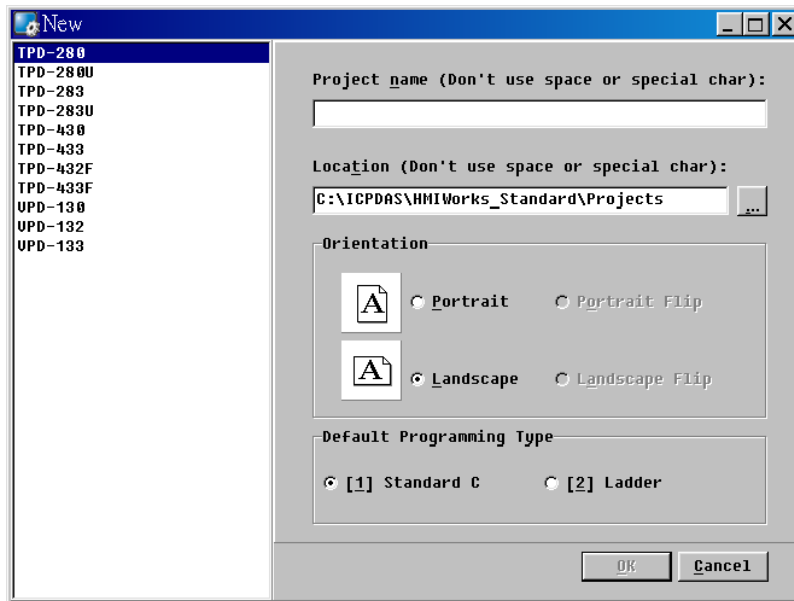 New
TPD-280
TPD-280U
TPD-283
TPD-283U
TPD-430
TPD-433
TPD-432F
TPD-433F
VPD-130
VPD-132
VPD-133
Project name (Don't use space or special char):
Location (Don't use space or special char):
C:\ICPDAS\HMIWorks_Standard\Projects
...
Orientation
A Portrait Portrait Flip
A Landscape Landscape Flip
Default Programming Type
[1] Standard C [2] Ladder
OK Cancel